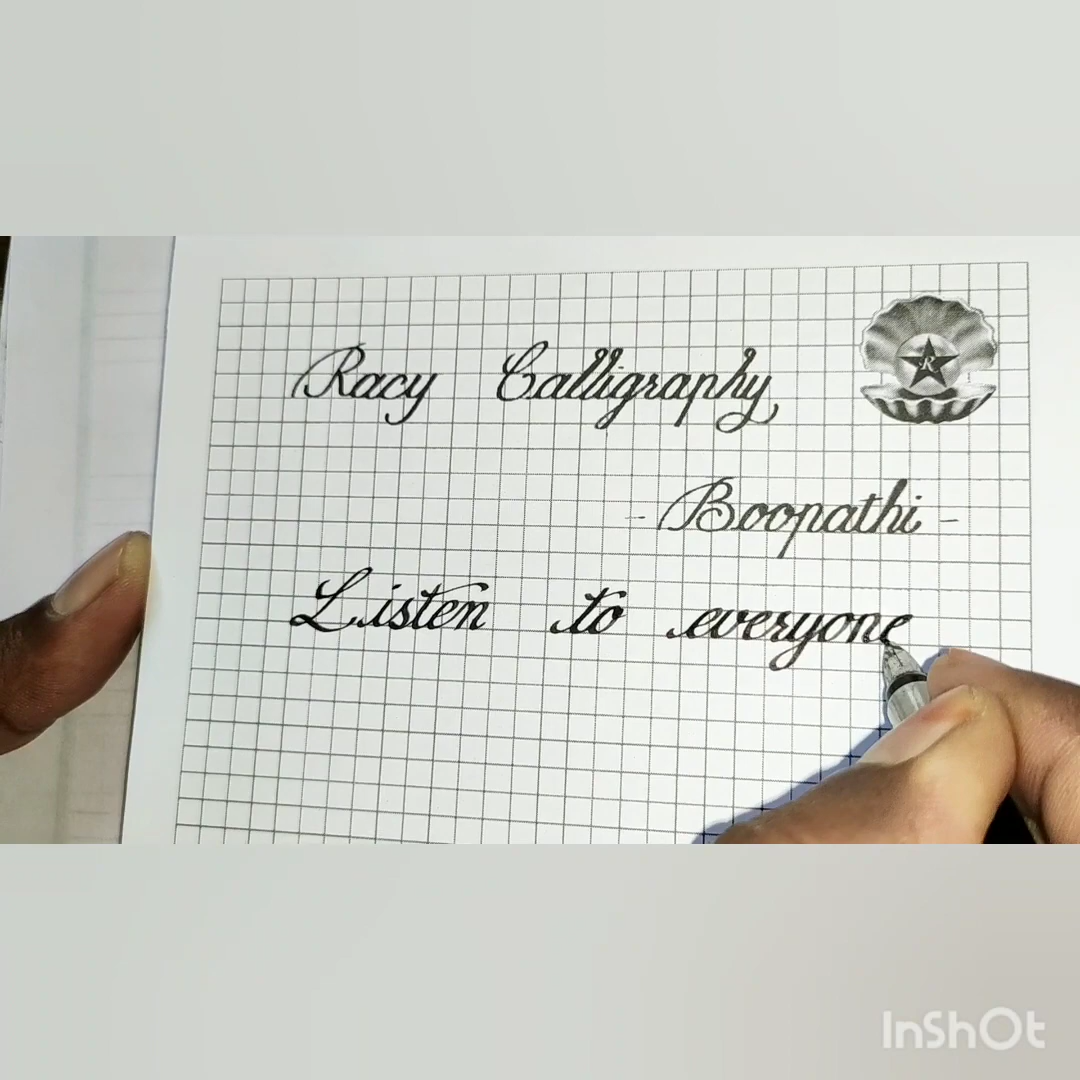 Racy Calligraphy
R
- Boopathi -
Listen to everyone
InShOt